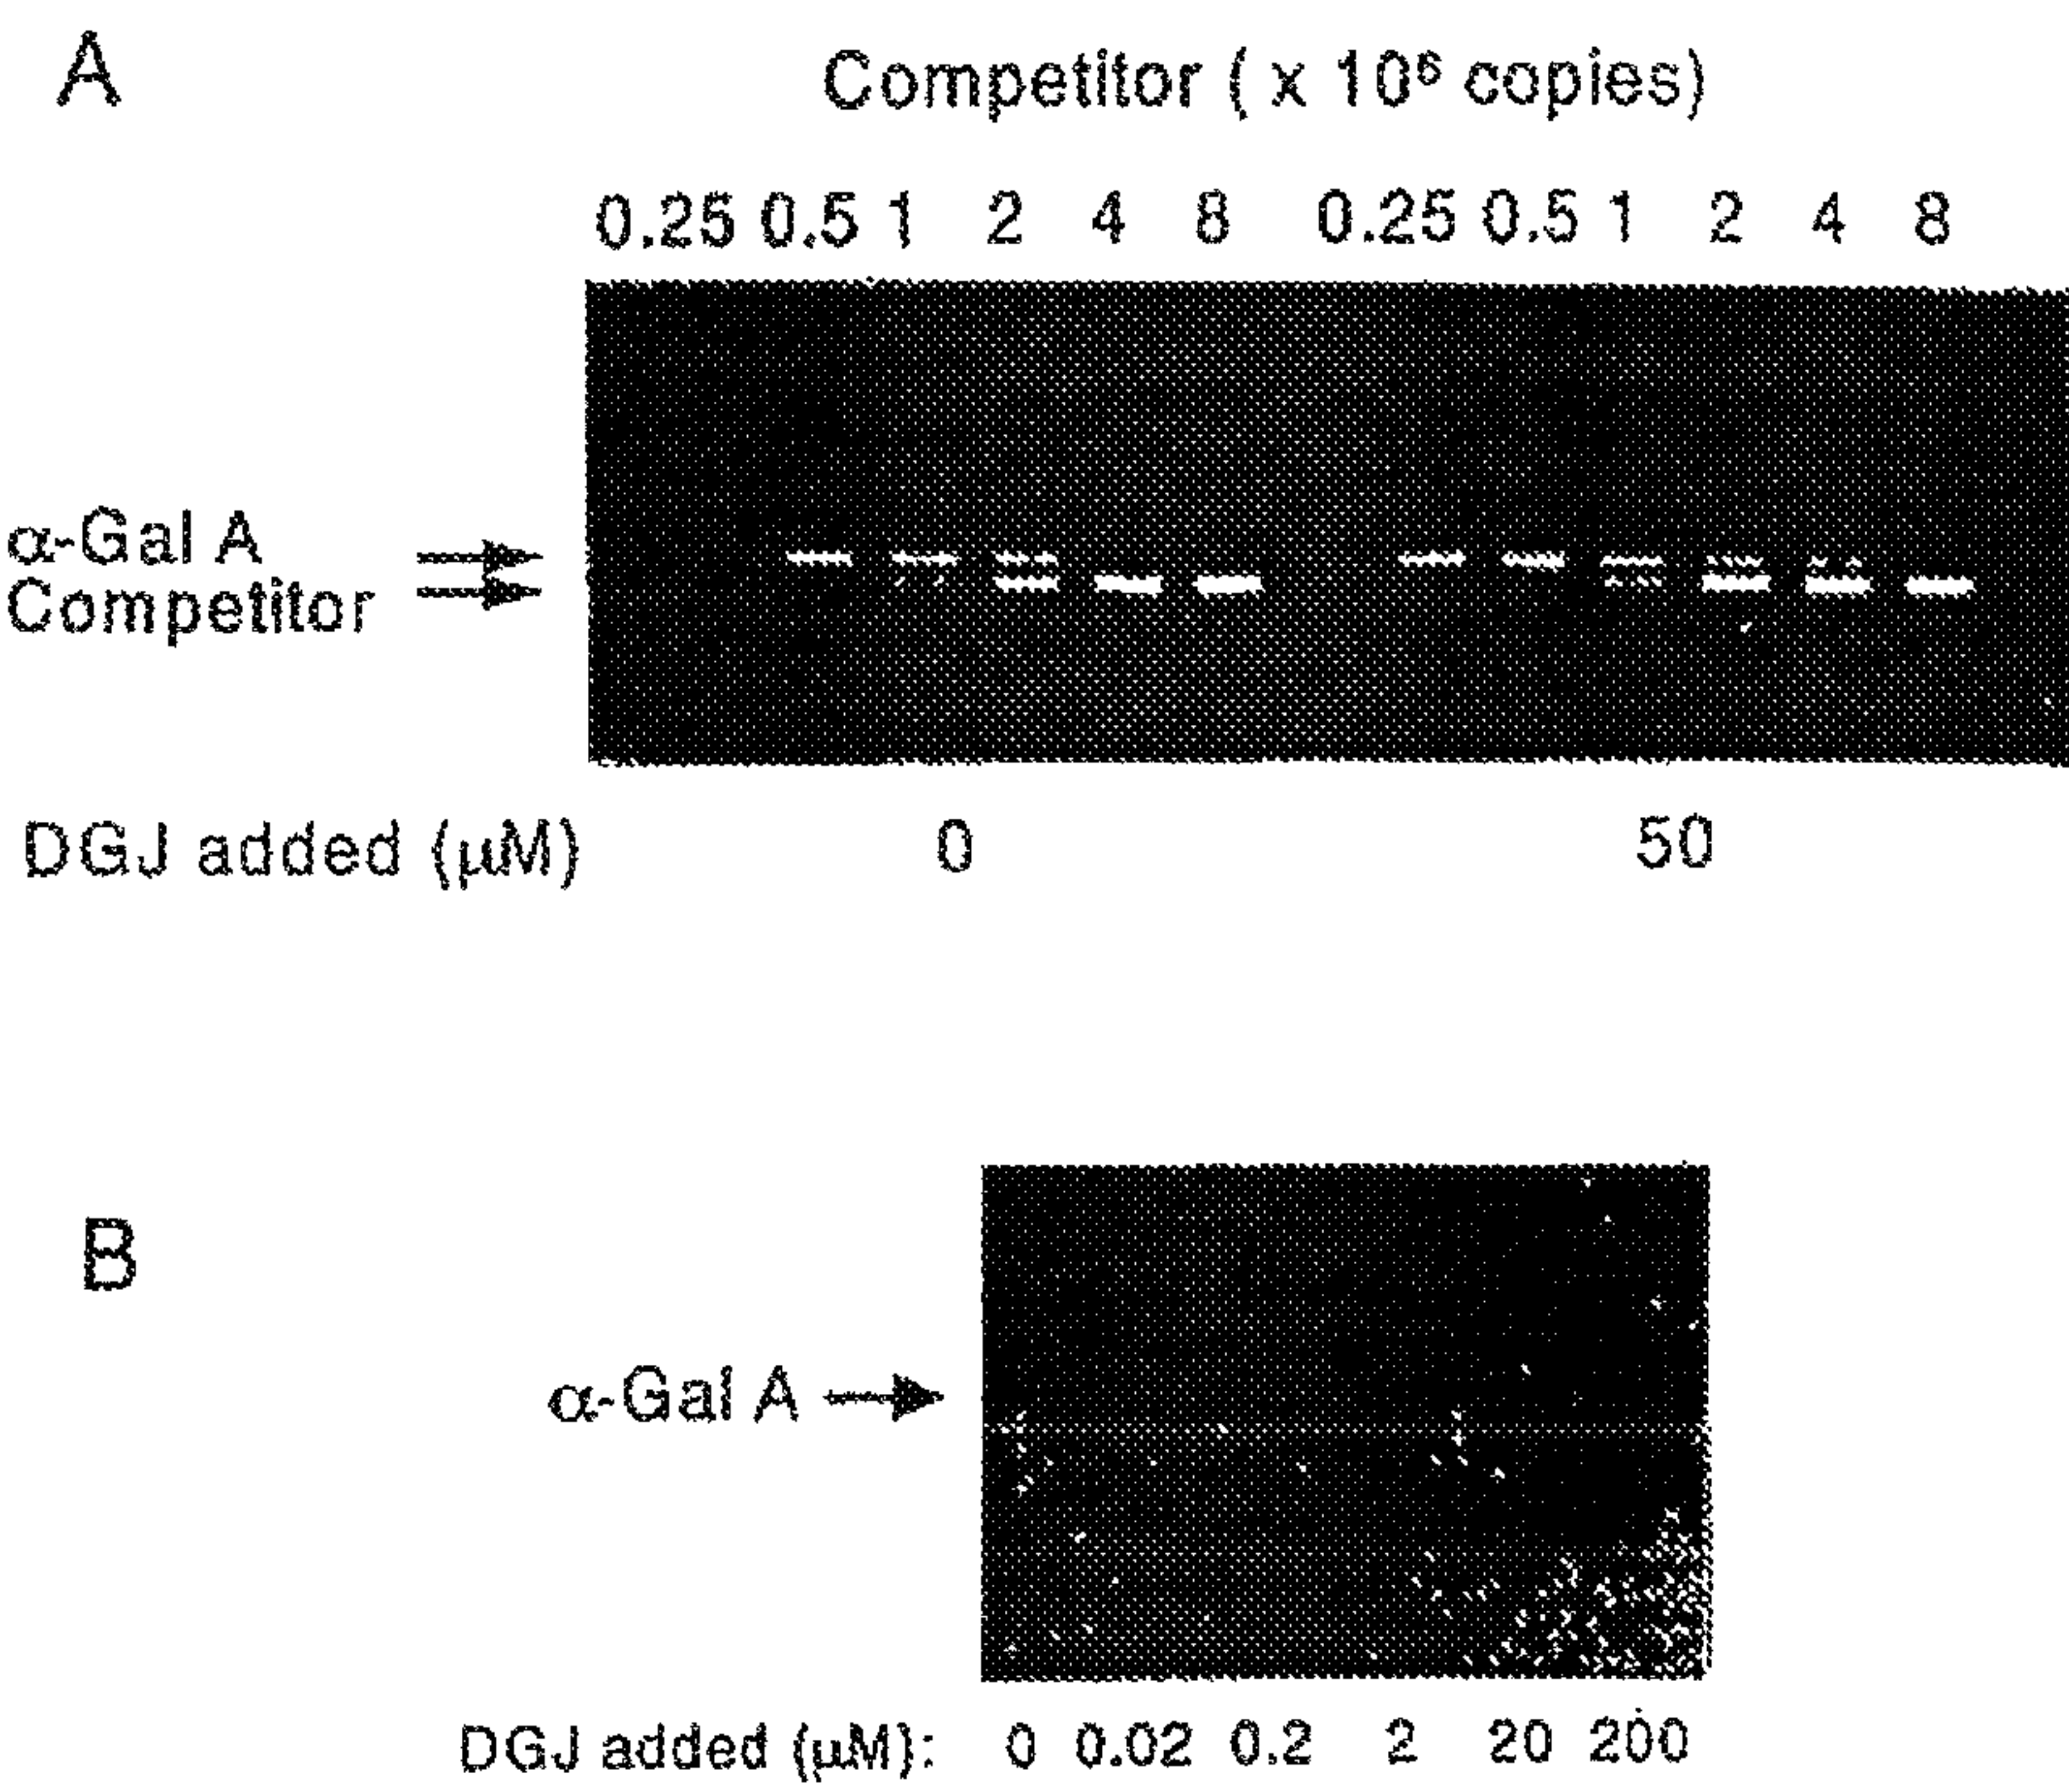 A
Competitor ( x 10⁶ copies)
0.25 0.5 1 2 4 8 0.25 0.5 1 2 4 8
α-Gal A
Competitor
DGJ added (μM) 0 50
B
α-Gal A
DGJ added (μM): 0 0.02 0.2 2 20 200